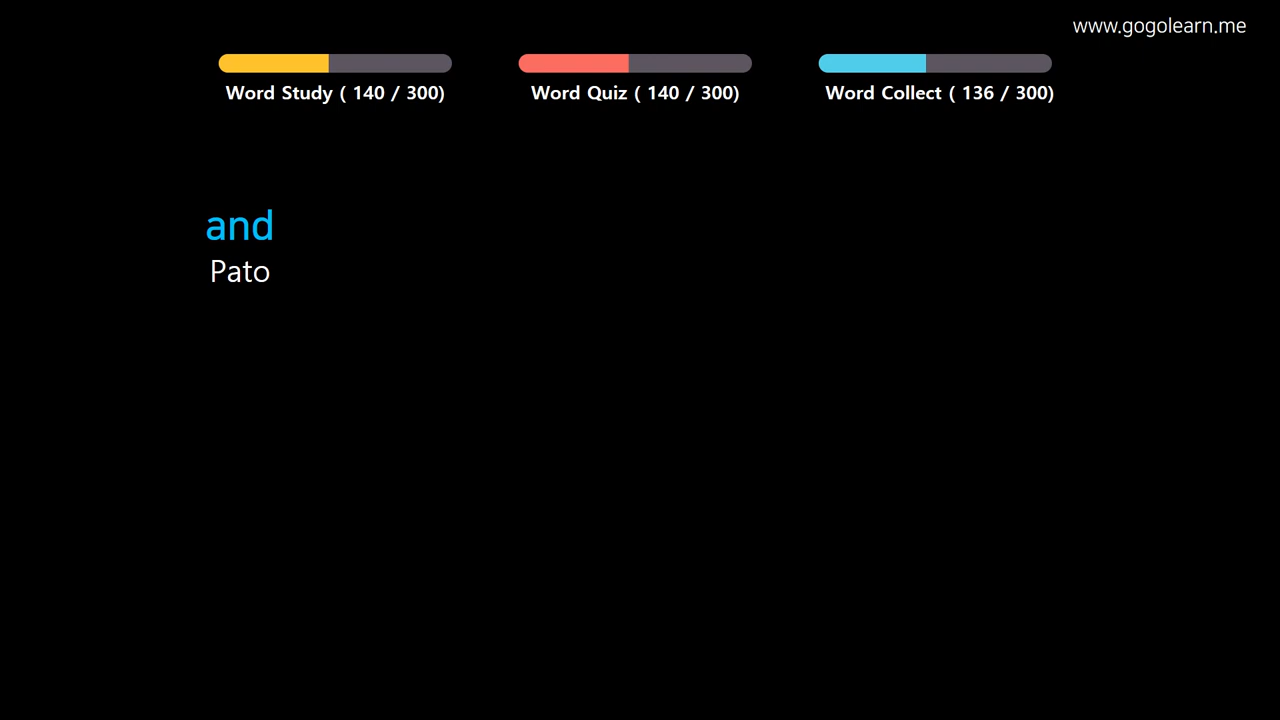 www.gogolearn.me
Word Study ( 140 / 300)
Word Quiz ( 140 / 300)
Word Collect ( 136 / 300)
and
Pato